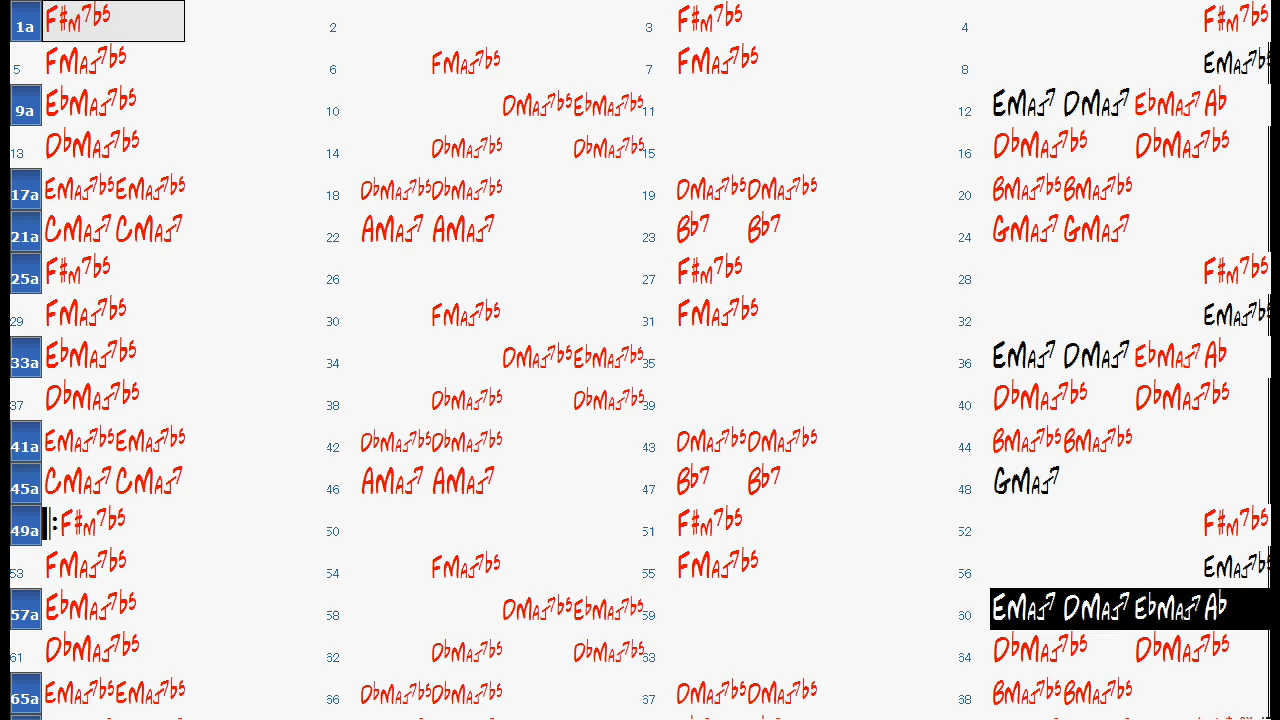 1a F#m7b5 2 3 F#m7b5 4 F#m7b5
5 FMaj7b5 6 FMaj7b5 7 FMaj7b5 8 EMaj7b5
9a EbMaj7b5 10 DMaj7b5 EbMaj7b5 11 12 EMaj7 DMaj7 EbMaj7 Ab
13 DbMaj7b5 14 DbMaj7b5 DbMaj7b5 15 16 DbMaj7b5 DbMaj7b5
17a EMaj7b5 EMaj7b5 18 DbMaj7b5 DbMaj7b5 19 DMaj7b5 DMaj7b5 20 BMaj7b5 BMaj7b5
21a CMaj7 CMaj7 22 AMaj7 AMaj7 23 Bb7 Bb7 24 GMaj7 GMaj7
25a F#m7b5 26 27 F#m7b5 28 F#m7b5
29 FMaj7b5 30 FMaj7b5 31 FMaj7b5 32 EMaj7b5
33a EbMaj7b5 34 DMaj7b5 EbMaj7b5 35 36 EMaj7 DMaj7 EbMaj7 Ab
37 DbMaj7b5 38 DbMaj7b5 DbMaj7b5 39 40 DbMaj7b5 DbMaj7b5
41a EMaj7b5 EMaj7b5 42 DbMaj7b5 DbMaj7b5 43 DMaj7b5 DMaj7b5 44 BMaj7b5 BMaj7b5
45a CMaj7 CMaj7 46 AMaj7 AMaj7 47 Bb7 Bb7 48 GMaj7
49a F#m7b5 50 51 F#m7b5 52 F#m7b5
53 FMaj7b5 54 FMaj7b5 55 FMaj7b5 56 EMaj7b5
57a EbMaj7b5 58 DMaj7b5 EbMaj7b5 59 60 EMaj7 DMaj7 EbMaj7 Ab
61 DbMaj7b5 62 DbMaj7b5 DbMaj7b5 63 64 DbMaj7b5 DbMaj7b5
65a EMaj7b5 EMaj7b5 66 DbMaj7b5 DbMaj7b5 67 DMaj7b5 DMaj7b5 68 BMaj7b5 BMaj7b5